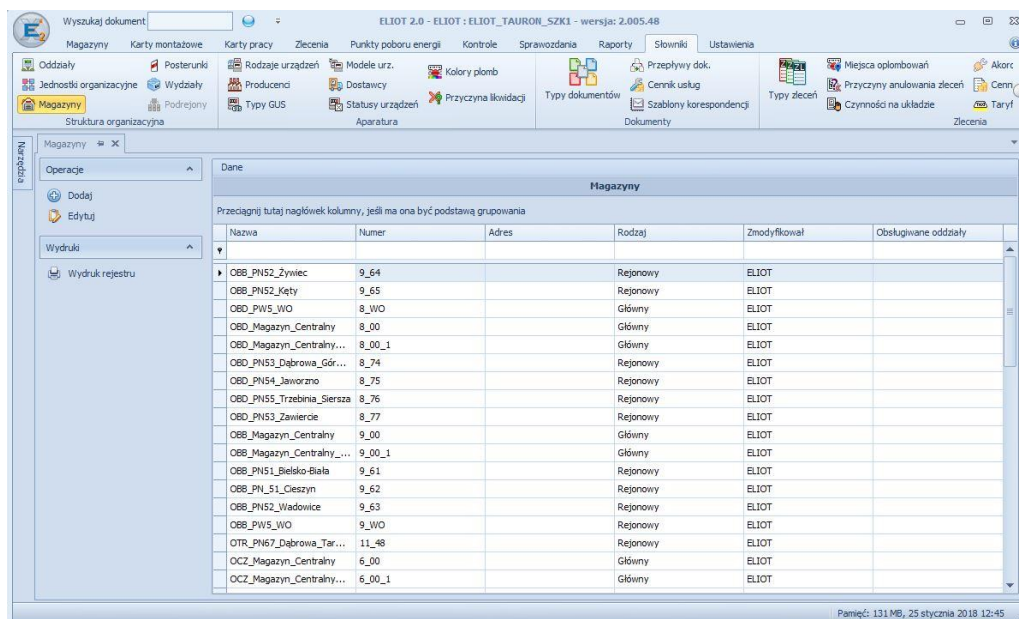 Wyszukaj dokument
ELIOT 2.0 - ELIOT : ELIOT_TAURON_SZK1 - wersja: 2.005.48
Magazyny Karty montażowe Karty pracy Zlecenia Punkty poboru energii Kontrole Sprawozdania Raporty Słowniki Ustawienia
Oddziały Posterunki Rodzaje urządzeń Modele urz. Kolory plomb Przepływy dok. Miejsca oplombowań Akorc
Jednostki organizacyjne Wydziały Producenci Dostawcy Typy dokumentów Cennik usług Typy zleceń Przyczyny anulowania zleceń Cenn
Magazyny Podrejony Typy GUS Statusy urządzeń Przyczyna likwidacji Szablony korespondencji Czynności na układzie Taryf
Struktura organizacyjna Aparatura Dokumenty Zlecenia
Narzędzia
Magazyny
Operacje
Dodaj
Edytuj
Wydruki
Wydruk rejestru
Dane
Magazyny
Przeciągnij tutaj nagłówek kolumny, jeśli ma ona być podstawą grupowania
Nazwa Numer Adres Rodzaj Zmodyfikował Obsługiwane oddziały
OBB_PN52_Żywiec 9_64 Rejonowy ELIOT
OBB_PN52_Kęty 9_65 Rejonowy ELIOT
OBD_PW5_WO 8_WO Główny ELIOT
OBD_Magazyn_Centralny 8_00 Główny ELIOT
OBD_Magazyn_Centralny... 8_00_1 Główny ELIOT
OBD_PN53_Dąbrowa_Gór... 8_74 Rejonowy ELIOT
OBD_PN54_Jaworzno 8_75 Rejonowy ELIOT
OBD_PN55_Trzebinia_Siersza 8_76 Rejonowy ELIOT
OBD_PN53_Zawiercie 8_77 Rejonowy ELIOT
OBB_Magazyn_Centralny 9_00 Główny ELIOT
OBB_Magazyn_Centralny_... 9_00_1 Główny ELIOT
OBB_PN51_Bielsko-Biała 9_61 Rejonowy ELIOT
OBB_PN_51_Cieszyn 9_62 Rejonowy ELIOT
OBB_PN52_Wadowice 9_63 Rejonowy ELIOT
OBB_PW5_WO 9_WO Rejonowy ELIOT
OTR_PN67_Dąbrowa_Tar... 11_48 Rejonowy ELIOT
OCZ_Magazyn_Centralny 6_00 Główny ELIOT
OCZ_Magazyn_Centralny... 6_00_1 Główny ELIOT
Pamięć: 131 MB, 25 stycznia 2018 12:45